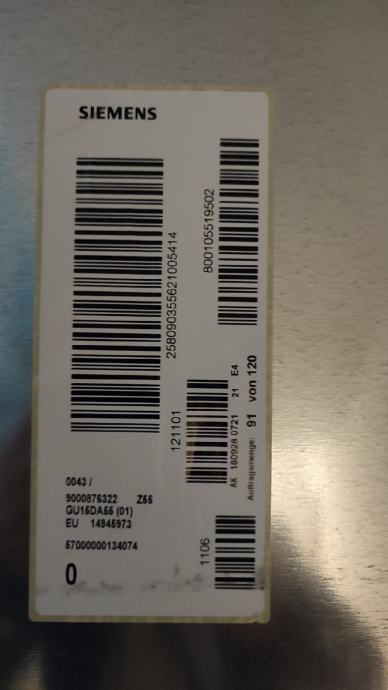 SIEMENS
258090355621005414
800105519502
121101
AK 180928 0721 21 E4
Auftragsmenge: 91 von 120
0043 /
9000876322 Z55
GU15DA55 (01)
EU 14945973
57000000134074
0
1106